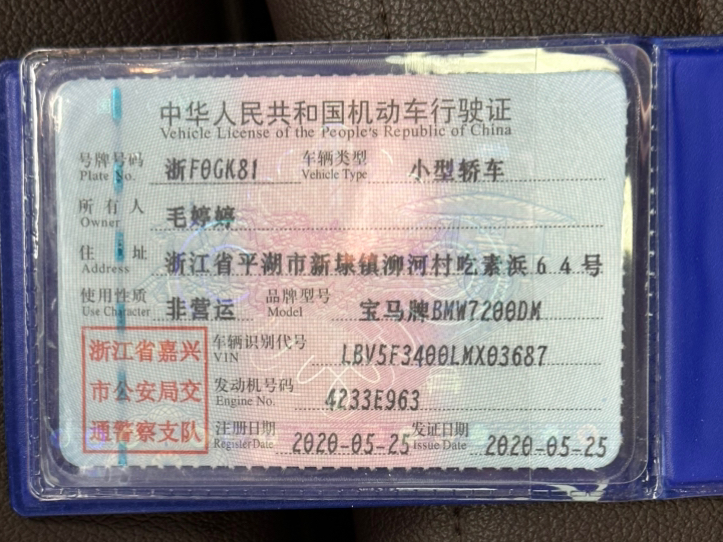 中华人民共和国机动车行驶证
Vehicle License of the People's Republic of China
号牌号码 浙F0GK81 车辆类型 小型轿车
Plate No. Vehicle Type
所有人 毛婷婷
Owner
住址 浙江省平湖市新埭镇泖河村吃素浜64号
Address
使用性质 非营运 品牌型号 宝马牌BMW7200DM
Use Character Model
浙江省嘉兴 车辆识别代号 LBV5F3400LMX03687
VIN
市公安局交 发动机号码 4233E963
Engine No.
通警察支队 注册日期 2020-05-25 发证日期 2020-05-25
Register Date Issue Date